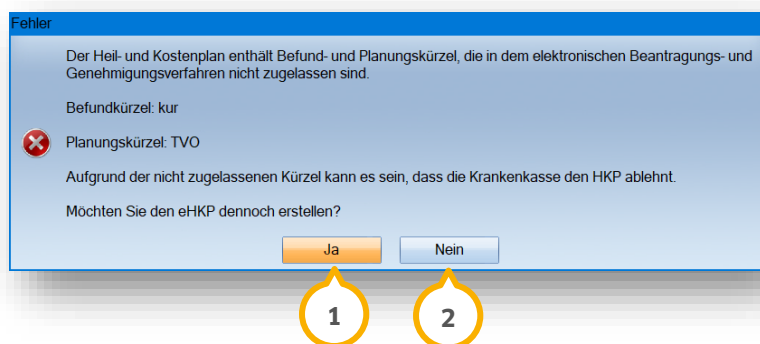 Fehler
Der Heil- und Kostenplan enthält Befund- und Planungskürzel, die in dem elektronischen Beantragungs- und
Genehmigungsverfahren nicht zugelassen sind.
Befundkürzel: kur
Planungskürzel: TVO
Aufgrund der nicht zugelassenen Kürzel kann es sein, dass die Krankenkasse den HKP ablehnt.
Möchten Sie den eHKP dennoch erstellen?
Ja Nein
1 2